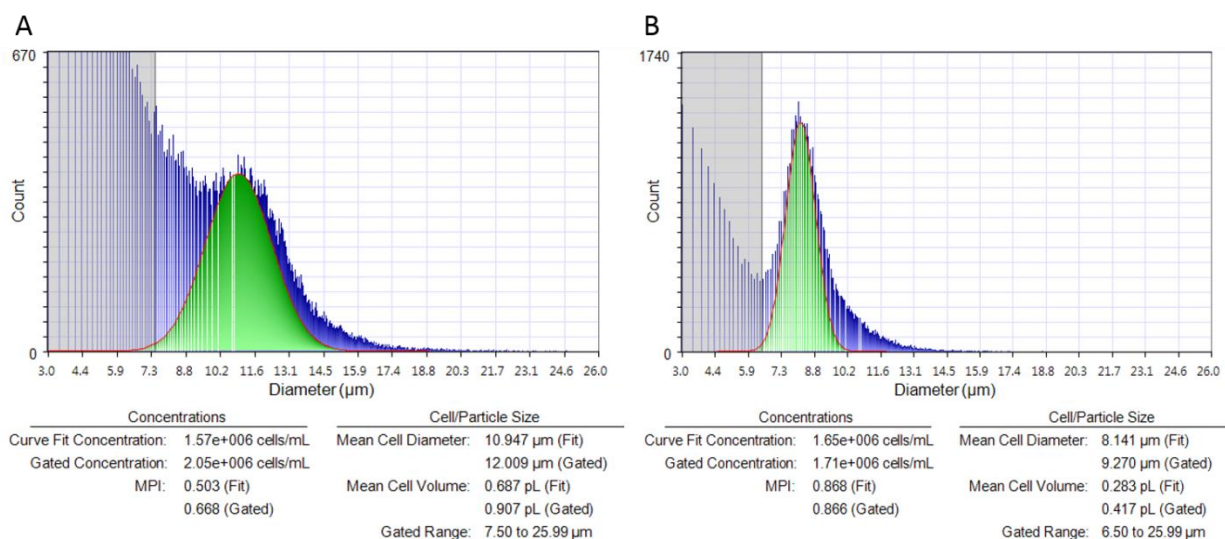 A
670
Count
0
3.0 4.4 5.9 7.3 8.8 10.2 11.6 13.1 14.5 15.9 17.4 18.8 20.3 21.7 23.1 24.6 26.0
Diameter (µm)
Concentrations
Curve Fit Concentration: 1.57e+006 cells/mL
Gated Concentration: 2.05e+006 cells/mL
MPI: 0.503 (Fit)
0.668 (Gated)
Cell/Particle Size
Mean Cell Diameter: 10.947 µm (Fit)
12.009 µm (Gated)
Mean Cell Volume: 0.687 pL (Fit)
0.907 pL (Gated)
Gated Range: 7.50 to 25.99 µm
B
1740
Count
0
3.0 4.4 5.9 7.3 8.8 10.2 11.6 13.1 14.5 15.9 17.4 18.8 20.3 21.7 23.1 24.6 26.0
Diameter (µm)
Concentrations
Curve Fit Concentration: 1.65e+006 cells/mL
Gated Concentration: 1.71e+006 cells/mL
MPI: 0.868 (Fit)
0.866 (Gated)
Cell/Particle Size
Mean Cell Diameter: 8.141 µm (Fit)
9.270 µm (Gated)
Mean Cell Volume: 0.283 pL (Fit)
0.417 pL (Gated)
Gated Range: 6.50 to 25.99 µm